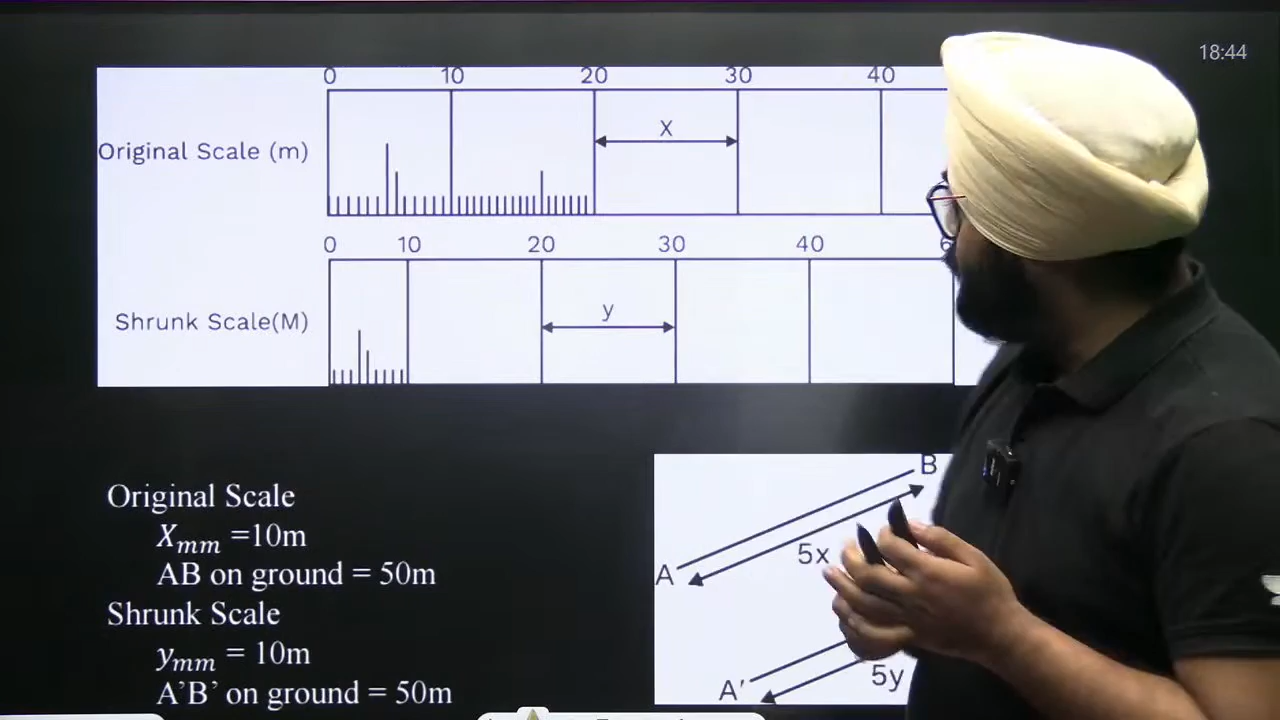 18:44
0 10 20 30 40
Original Scale (m)
X
0 10 20 30 40 6
Shrunk Scale(M)
y
Original Scale
Xmm =10m
AB on ground = 50m
Shrunk Scale
ymm = 10m
A’B’ on ground = 50m
B
5x
A
5y
A′